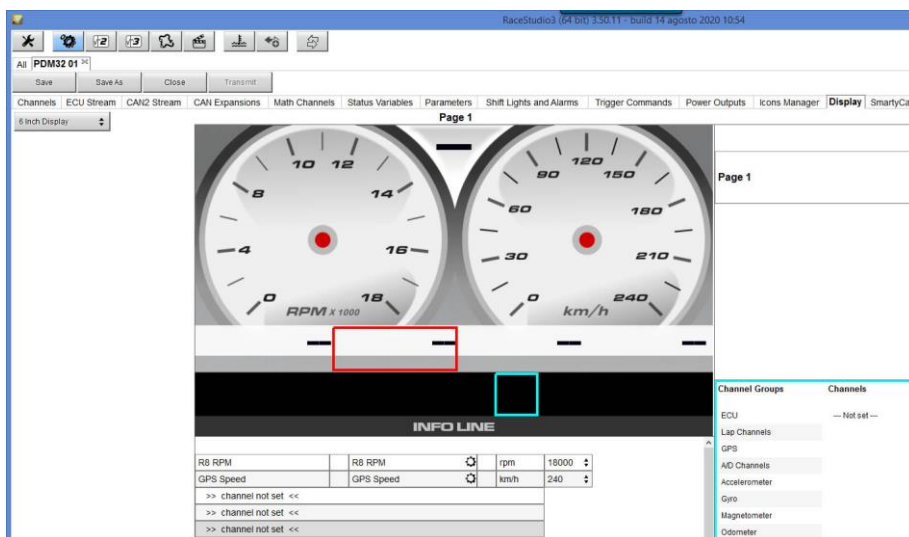 RaceStudio3 (64 bit) 3.50.11 - build 14 agosto 2020 10:54
All PDM32 01
Save Save As Close Transmit
Channels ECU Stream CAN2 Stream CAN Expansions Math Channels Status Variables Parameters Shift Lights and Alarms Trigger Commands Power Outputs Icons Manager Display SmartyCa
6 Inch Display
Page 1
Page 1
0 4 8 10 12 14 16 18
RPM X 1000
0 30 60 90 120 150 180 210 240
km/h
INFO LINE
R8 RPM R8 RPM rpm 18000
GPS Speed GPS Speed km/h 240
>> channel not set <<
>> channel not set <<
>> channel not set <<
Channel Groups Channels
ECU --- Not set ---
Lap Channels
GPS
A/D Channels
Accelerometer
Gyro
Magnetometer
Odometer